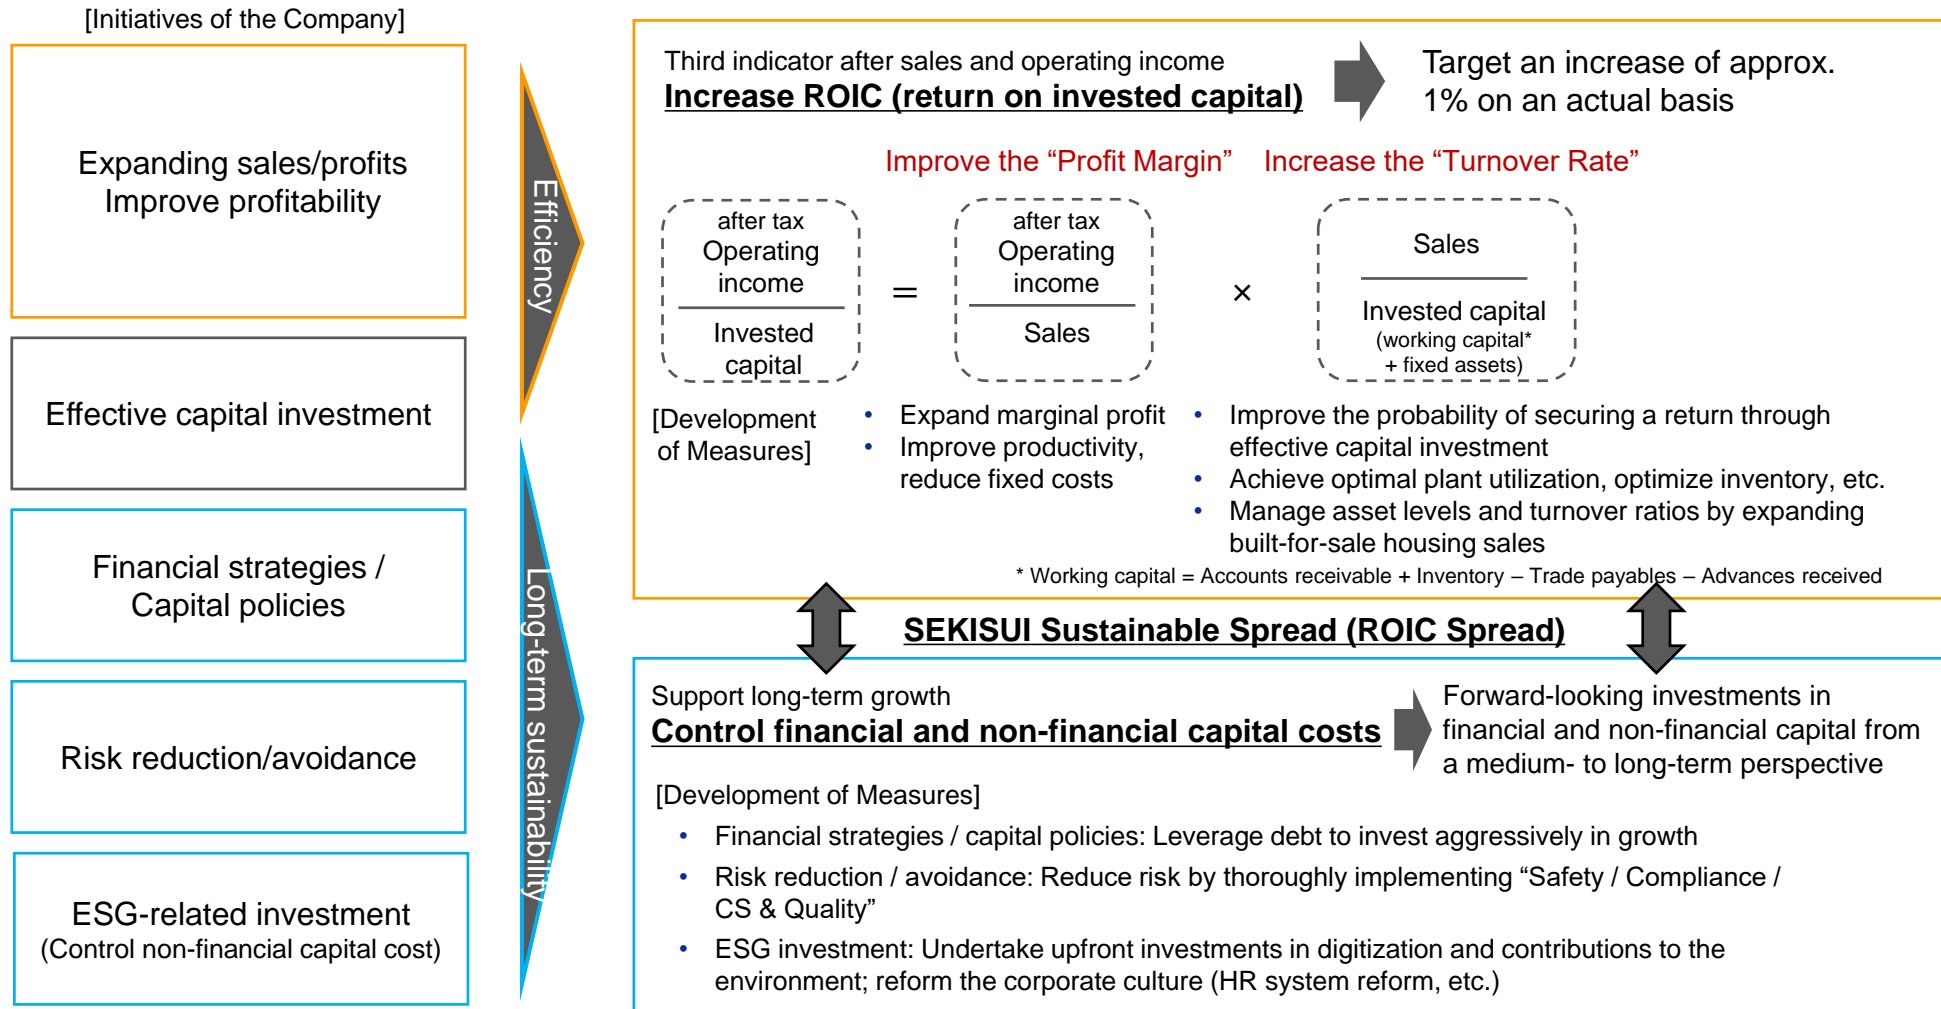 [Initiatives of the Company]
Expanding sales/profits
Improve profitability
Effective capital investment
Financial strategies /
Capital policies
Risk reduction/avoidance
ESG-related investment
(Control non-financial capital cost)
Efficiency
Long-term sustainability
Third indicator after sales and operating income
Increase ROIC (return on invested capital)
Target an increase of approx.
1% on an actual basis
Improve the “Profit Margin”
Increase the “Turnover Rate”
after tax
Operating
income
Invested
capital
=
after tax
Operating
income
Sales
×
Sales
Invested capital
(working capital*
+ fixed assets)
[Development
of Measures]
• Expand marginal profit
• Improve productivity,
reduce fixed costs
• Improve the probability of securing a return through
effective capital investment
• Achieve optimal plant utilization, optimize inventory, etc.
• Manage asset levels and turnover ratios by expanding
built-for-sale housing sales
* Working capital = Accounts receivable + Inventory – Trade payables – Advances received
SEKISUI Sustainable Spread (ROIC Spread)
Support long-term growth
Control financial and non-financial capital costs
Forward-looking investments in
financial and non-financial capital from
a medium- to long-term perspective
[Development of Measures]
• Financial strategies / capital policies: Leverage debt to invest aggressively in growth
• Risk reduction / avoidance: Reduce risk by thoroughly implementing “Safety / Compliance /
CS & Quality”
• ESG investment: Undertake upfront investments in digitization and contributions to the
environment; reform the corporate culture (HR system reform, etc.)